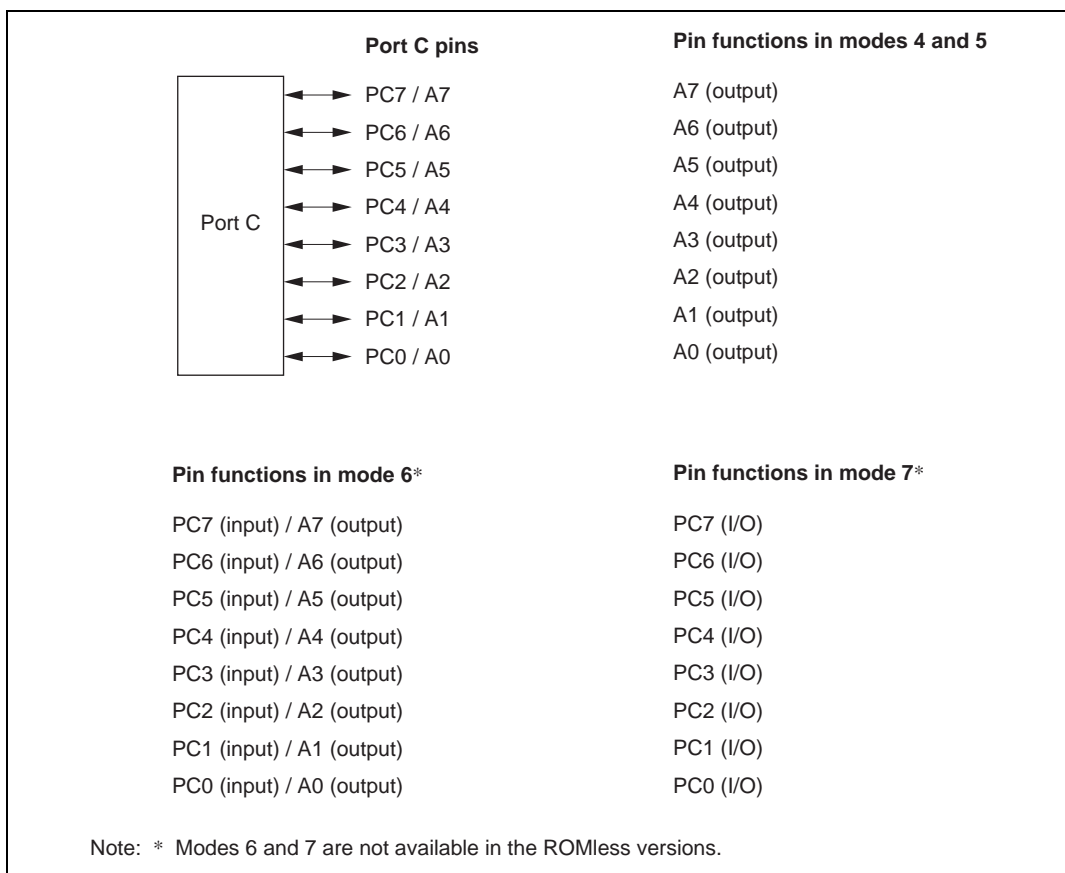 Port C pins
Pin functions in modes 4 and 5
Port C
PC7 / A7
A7 (output)
PC6 / A6
A6 (output)
PC5 / A5
A5 (output)
PC4 / A4
A4 (output)
PC3 / A3
A3 (output)
PC2 / A2
A2 (output)
PC1 / A1
A1 (output)
PC0 / A0
A0 (output)
Pin functions in mode 6*
Pin functions in mode 7*
PC7 (input) / A7 (output)
PC7 (I/O)
PC6 (input) / A6 (output)
PC6 (I/O)
PC5 (input) / A5 (output)
PC5 (I/O)
PC4 (input) / A4 (output)
PC4 (I/O)
PC3 (input) / A3 (output)
PC3 (I/O)
PC2 (input) / A2 (output)
PC2 (I/O)
PC1 (input) / A1 (output)
PC1 (I/O)
PC0 (input) / A0 (output)
PC0 (I/O)
Note: * Modes 6 and 7 are not available in the ROMless versions.